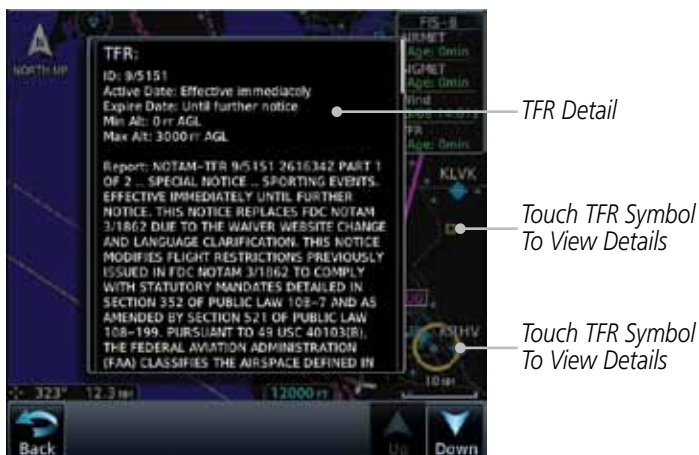 NORTH UP
TFR:
ID: 9/5151
Active Date: Effective immediately
Expire Date: Until further notice
Min Alt: 0 FT AGL
Max Alt: 3000 FT AGL
Report: NOTAM-TFR 9/5151 261634Z PART 1
OF 2 .. SPECIAL NOTICE .. SPORTING EVENTS.
EFFECTIVE IMMEDIATELY UNTIL FURTHER
NOTICE. THIS NOTICE REPLACES FDC NOTAM
3/1862 DUE TO THE WAIVER WEBSITE CHANGE
AND LANGUAGE CLARIFICATION. THIS NOTICE
MODIFIES FLIGHT RESTRICTIONS PREVIOUSLY
ISSUED IN FDC NOTAM 3/1862 TO COMPLY
WITH STATUTORY MANDATES DETAILED IN
SECTION 352 OF PUBLIC LAW 108-7 AND AS
AMENDED BY SECTION 521 OF PUBLIC LAW
108-199. PURSUANT TO 49 USC 40103(B),
THE FEDERAL AVIATION ADMINISTRATION
(FAA) CLASSIFIES THE AIRSPACE DEFINED IN
FIS-B
Age: 0min
Age: 0min
Age: 0min
KLVK
10 NM
323°
12.3 NM
12000 FT
Back
Up
Down
TFR Detail
Touch TFR Symbol
To View Details
Touch TFR Symbol
To View Details